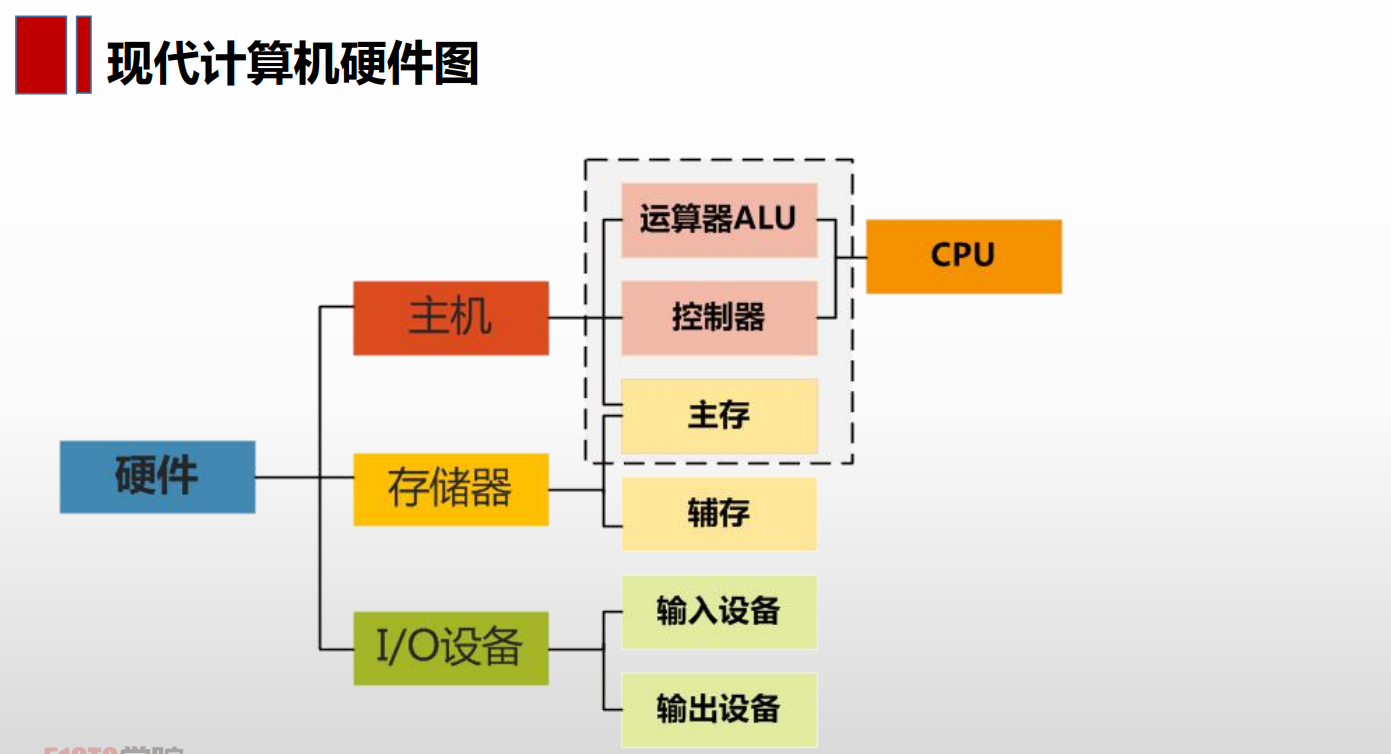 现代计算机硬件图
运算器ALU
CPU
控制器
主机
主存
硬件
存储器
辅存
输入设备
I/O设备
输出设备